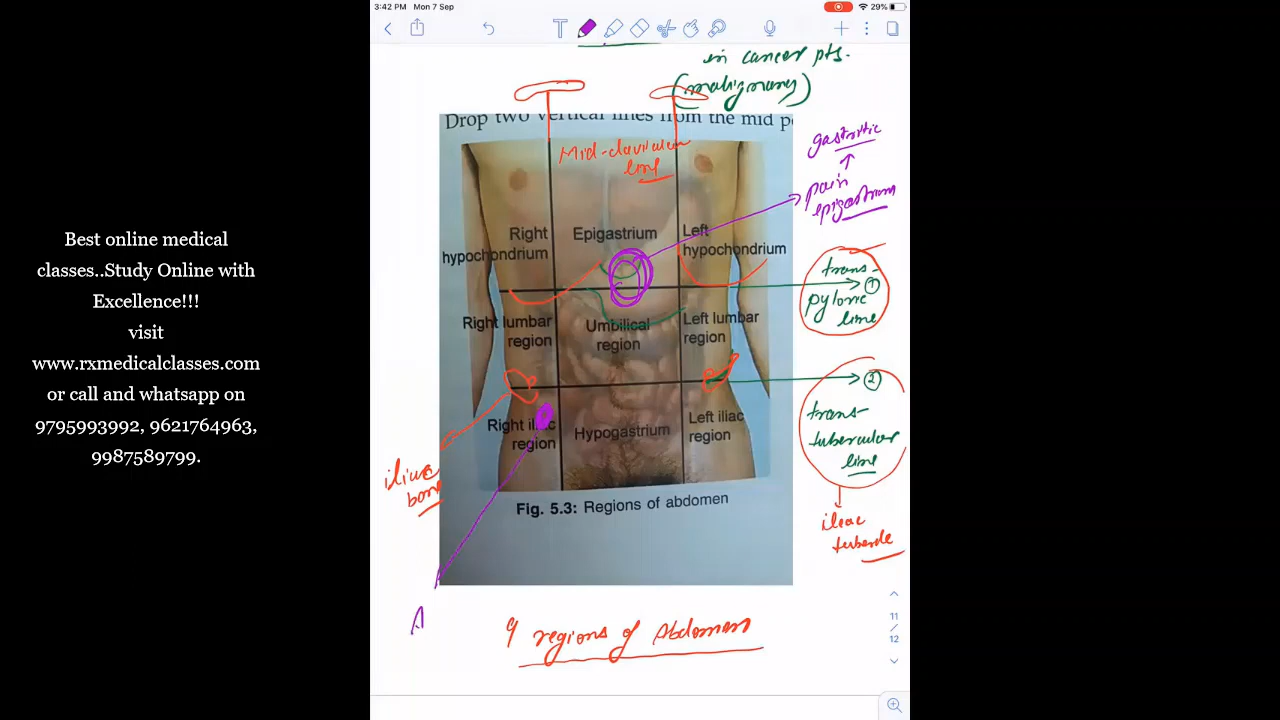 3:42 PM Mon 7 Sep
29%
in cancer pts.
(malignancy)
Drop two vertical lines from the mid p
Mid-clavicular
line
gastritis
pain
epigastrium
Right
hypochondrium
Epigastrium
Left
hypochondrium
trans-
pyloric
line
1
Right lumbar
region
Umbilical
region
Left lumbar
region
2
trans-
tubercular
line
Right iliac
region
Hypogastrium
Left iliac
region
iliac
bone
iliac
tubercle
Fig. 5.3: Regions of abdomen
A
9 regions of Abdomen
11
/
12
Best online medical
classes..Study Online with
Excellence!!!
visit
www.rxmedicalclasses.com
or call and whatsapp on
9795993992, 9621764963,
9987589799.